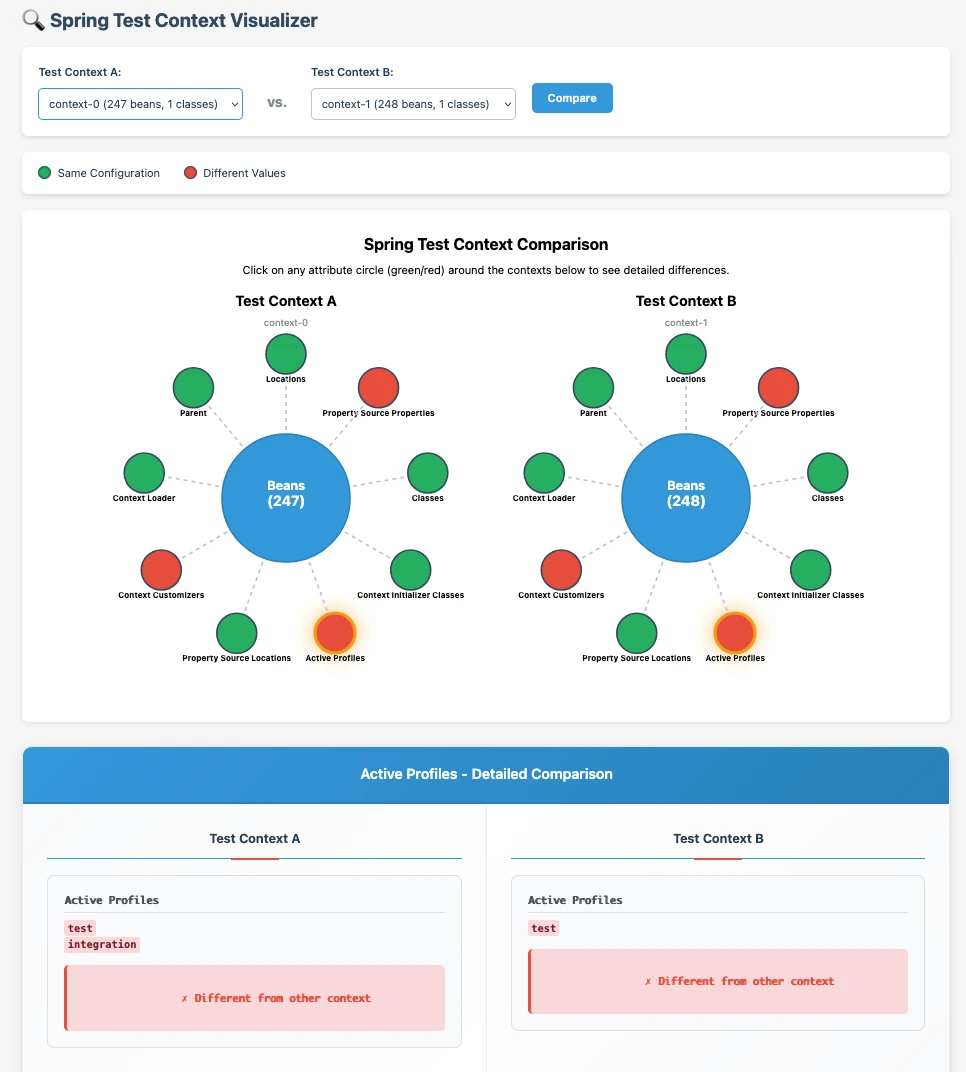 🔍 Spring Test Context Visualizer
Test Context A:
context-0 (247 beans, 1 classes)
vs.
Test Context B:
context-1 (248 beans, 1 classes)
Compare
Same Configuration
Different Values
Spring Test Context Comparison
Click on any attribute circle (green/red) around the contexts below to see detailed differences.
Test Context A
context-0
Locations
Parent
Property Source Properties
Context Loader
Beans
(247)
Classes
Context Customizers
Context Initializer Classes
Property Source Locations
Active Profiles
Test Context B
context-1
Locations
Parent
Property Source Properties
Context Loader
Beans
(248)
Classes
Context Customizers
Context Initializer Classes
Property Source Locations
Active Profiles
Active Profiles - Detailed Comparison
Test Context A
Active Profiles
test
integration
✗ Different from other context
Test Context B
Active Profiles
test
✗ Different from other context